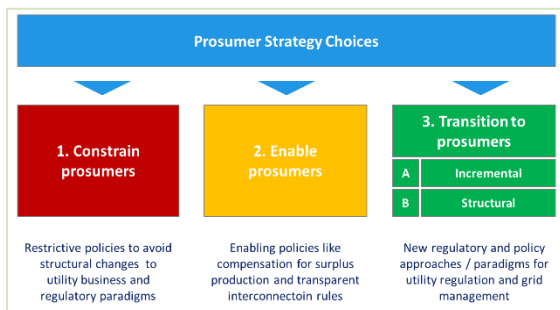 Prosumer Strategy Choices
1. Constrain
prosumers
2. Enable
prosumers
3. Transition to
prosumers
A Incremental
B Structural
Restrictive policies to avoid
structural changes to
utility business and
regulatory paradigms
Enabling policies like
compensation for surplus
production and transparent
interconnectoin rules
New regulatory and policy
approaches / paradigms for
utility regulation and grid
management